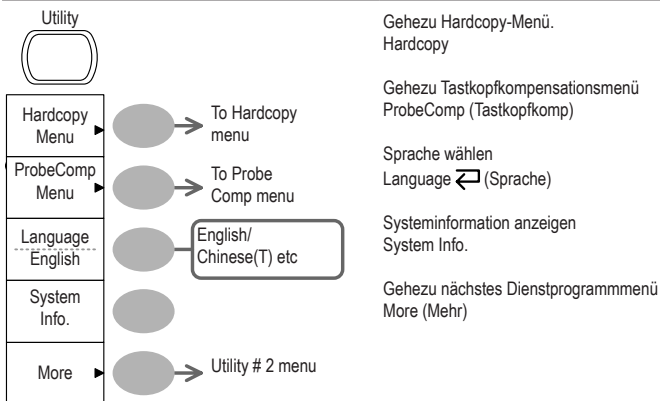 Utility
Hardcopy
Menu
To Hardcopy
menu
ProbeComp
Menu
To Probe
Comp menu
Language
English
English/
Chinese(T) etc
System
Info.
More
Utility # 2 menu
Gehezu Hardcopy-Menü.
Hardcopy
Gehezu Tastkopfkompensationsmenü
ProbeComp (Tastkopfkomp)
Sprache wählen
Language (Sprache)
Systeminformation anzeigen
System Info.
Gehezu nächstes Dienstprogrammmenü
More (Mehr)